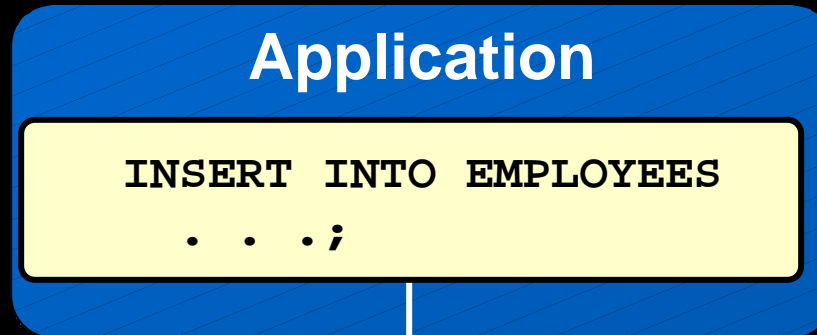 Application
INSERT INTO EMPLOYEES
. . .;